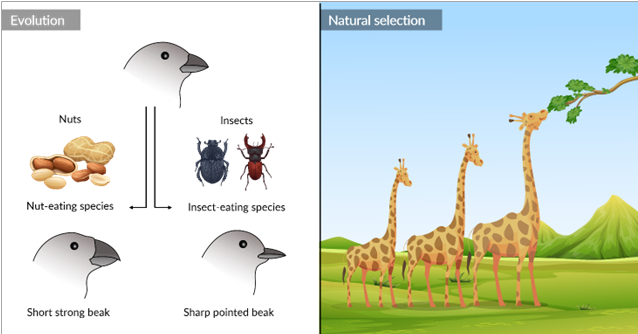 Evolution
Nuts
Insects
Nut-eating species
Insect-eating species
Short strong beak
Sharp pointed beak
Natural selection